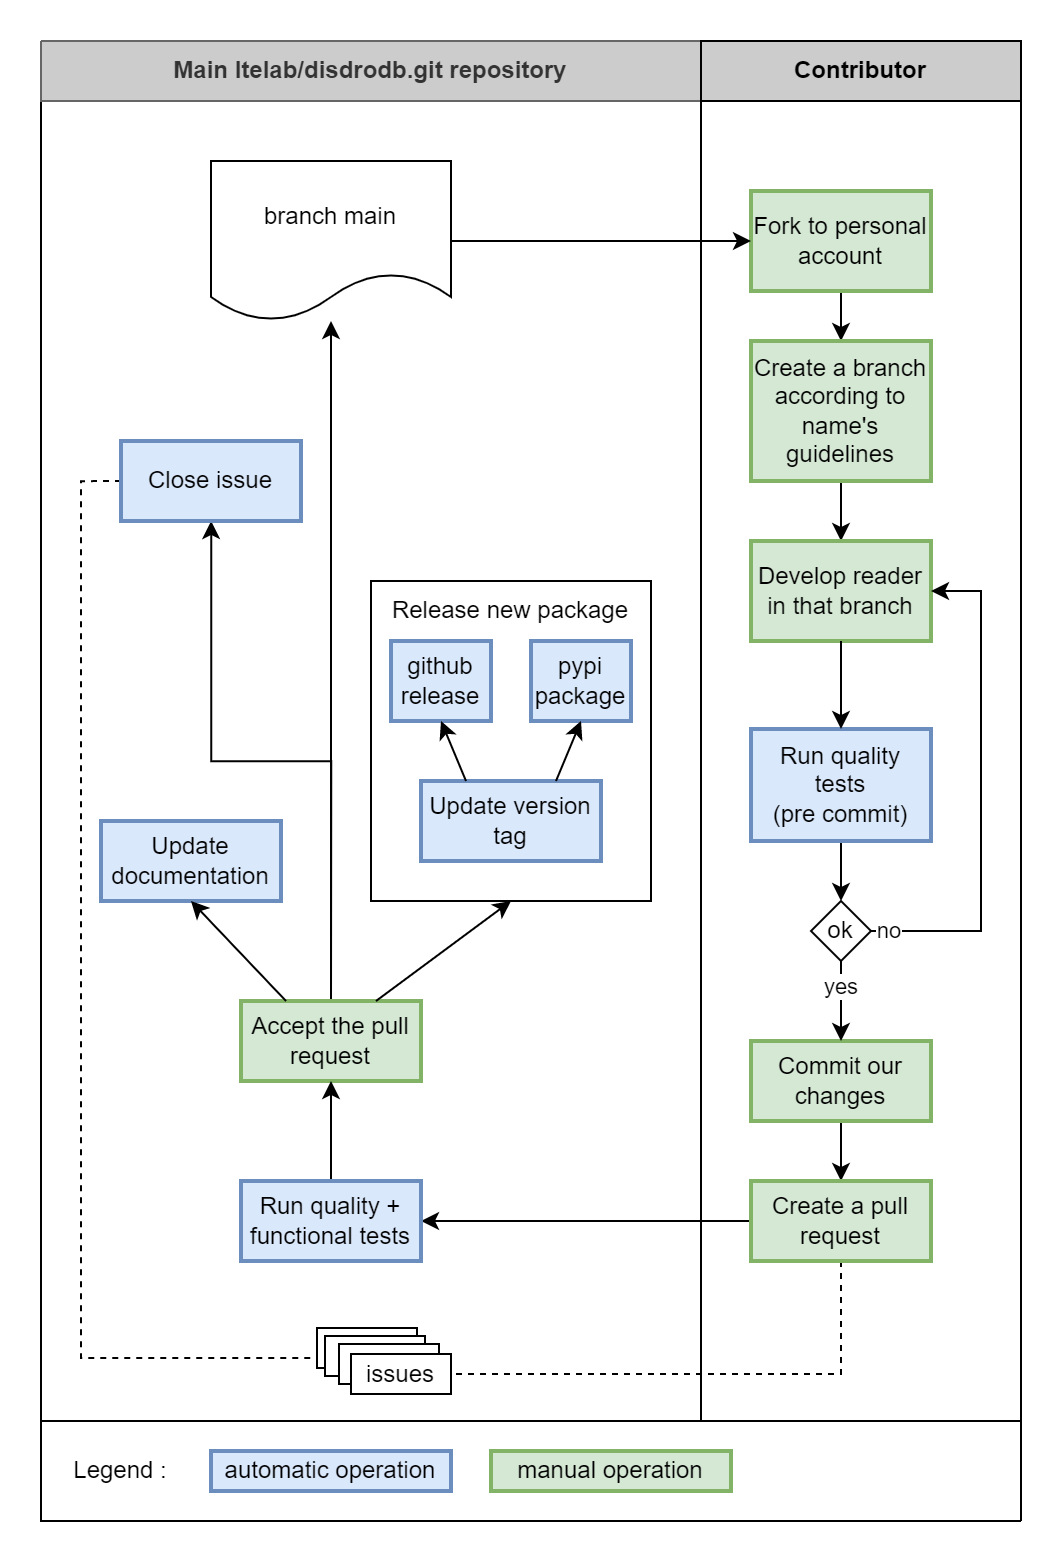 Main ltelab/disdrodb.git repository
Contributor
branch main
Fork to personal
account
Create a branch
according to
name's
guidelines
Close issue
Develop reader
in that branch
Release new package
github
release
pypi
package
Update version
tag
Run quality
tests
(pre commit)
Update
documentation
ok
no
yes
Accept the pull
request
Commit our
changes
Run quality +
functional tests
Create a pull
request
issues
Legend :
automatic operation
manual operation